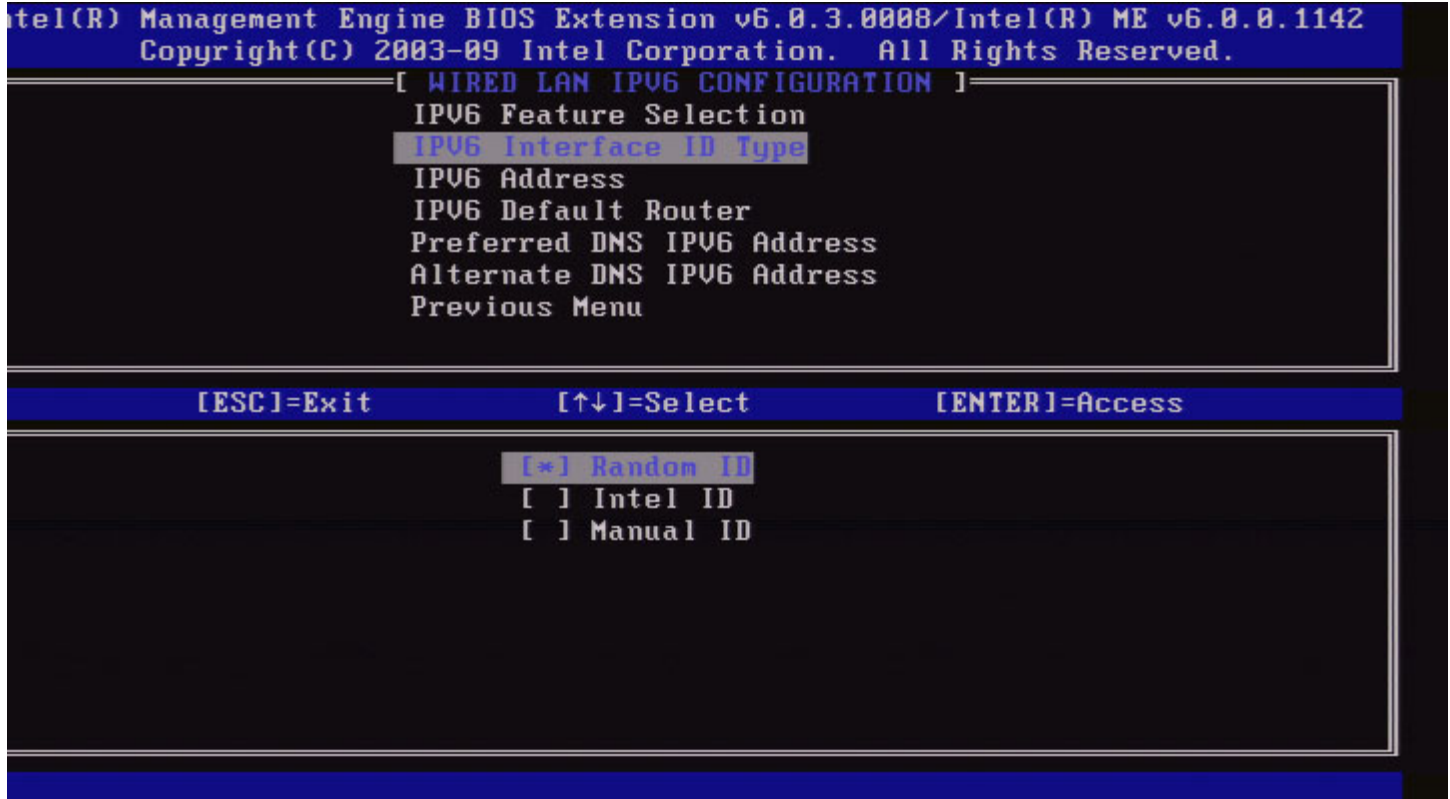 ntel(R) Management Engine BIOS Extension v6.0.3.0008/Intel(R) ME v6.0.0.1142
Copyright(C) 2003-09 Intel Corporation. All Rights Reserved.
[ WIRED LAN IPV6 CONFIGURATION ]
IPV6 Feature Selection
IPV6 Interface ID Type
IPV6 Address
IPV6 Default Router
Preferred DNS IPV6 Address
Alternate DNS IPV6 Address
Previous Menu
[ESC]=Exit [↑↓]=Select [ENTER]=Access
[*] Random ID
[ ] Intel ID
[ ] Manual ID